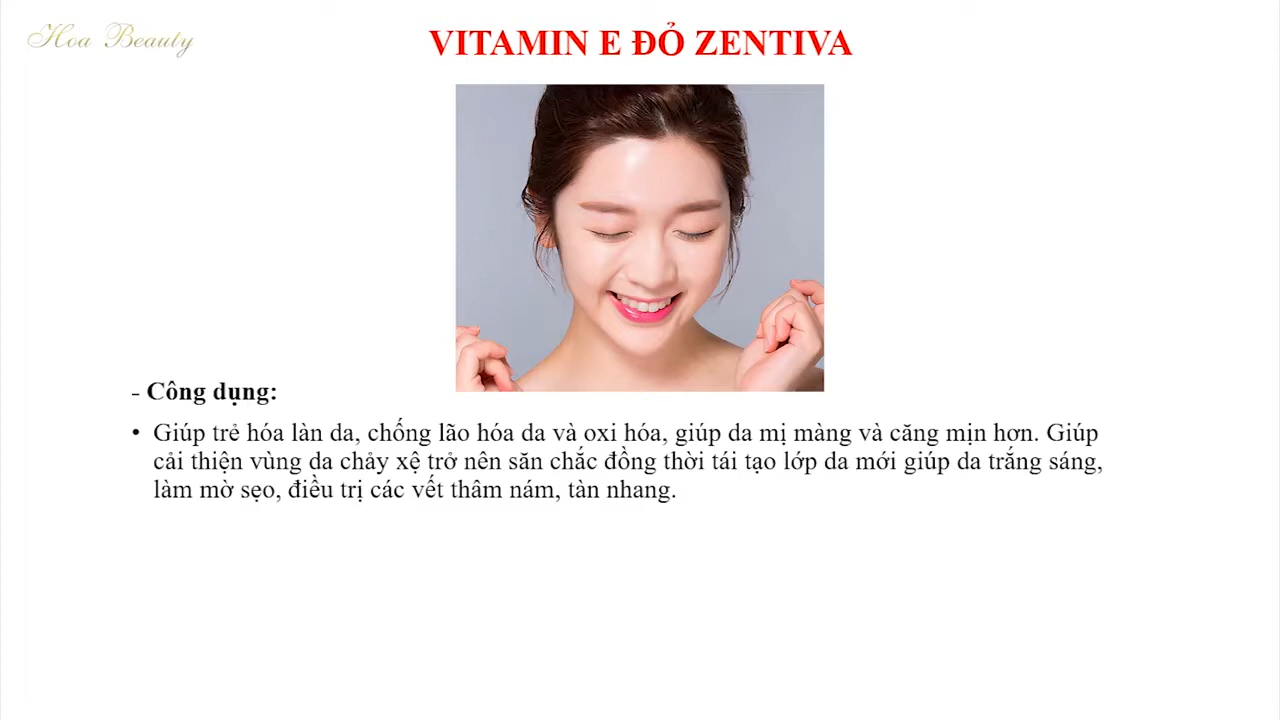 Hoa Beauty
VITAMIN E ĐỎ ZENTIVA
- Công dụng:
• Giúp trẻ hóa làn da, chống lão hóa da và oxi hóa, giúp da mị màng và căng mịn hơn. Giúp
cải thiện vùng da chảy xệ trở nên săn chắc đồng thời tái tạo lớp da mới giúp da trắng sáng,
làm mờ sẹo, điều trị các vết thâm nám, tàn nhang.